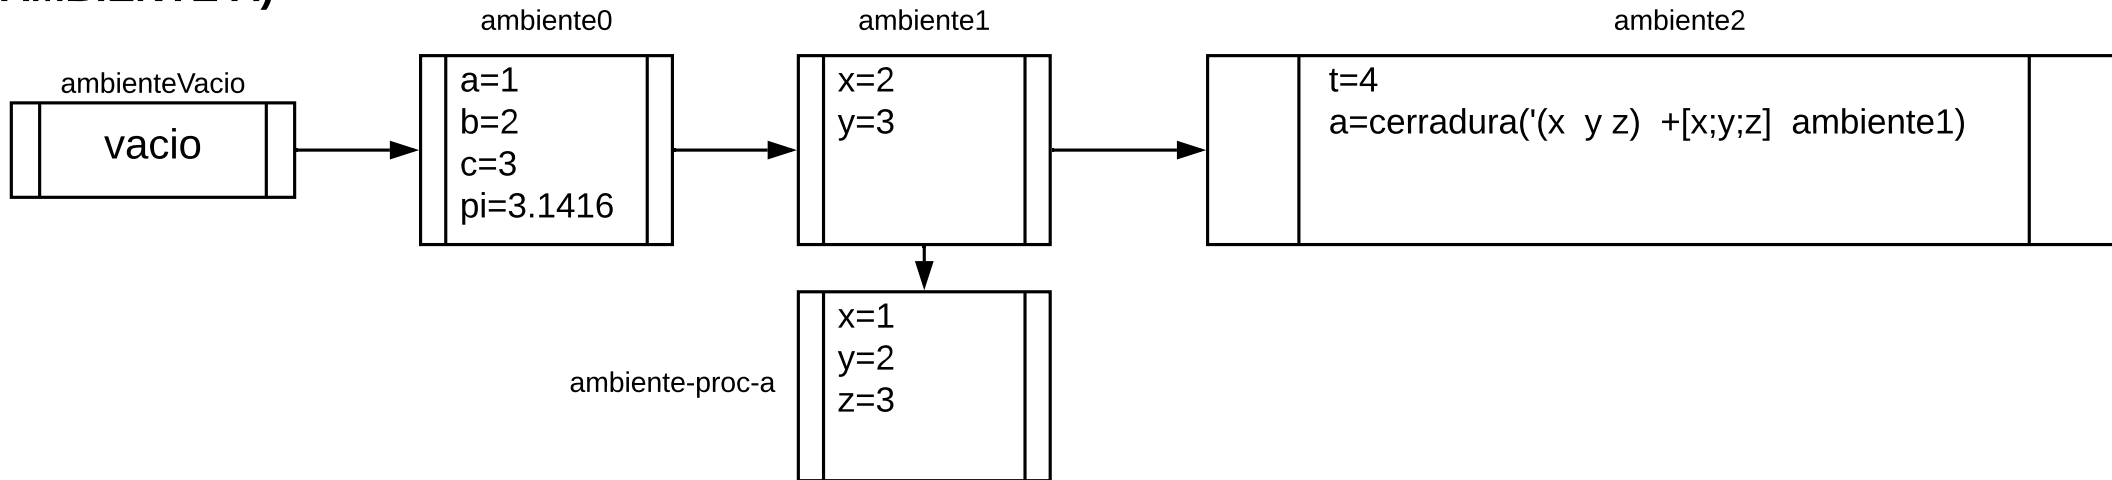 ambiente0
ambiente1
ambiente2
ambienteVacio
vacio
a=1
b=2
c=3
pi=3.1416
x=2
y=3
t=4
a=cerradura('(x  y z)  +[x;y;z]  ambiente1)
ambiente-proc-a
x=1
y=2
z=3